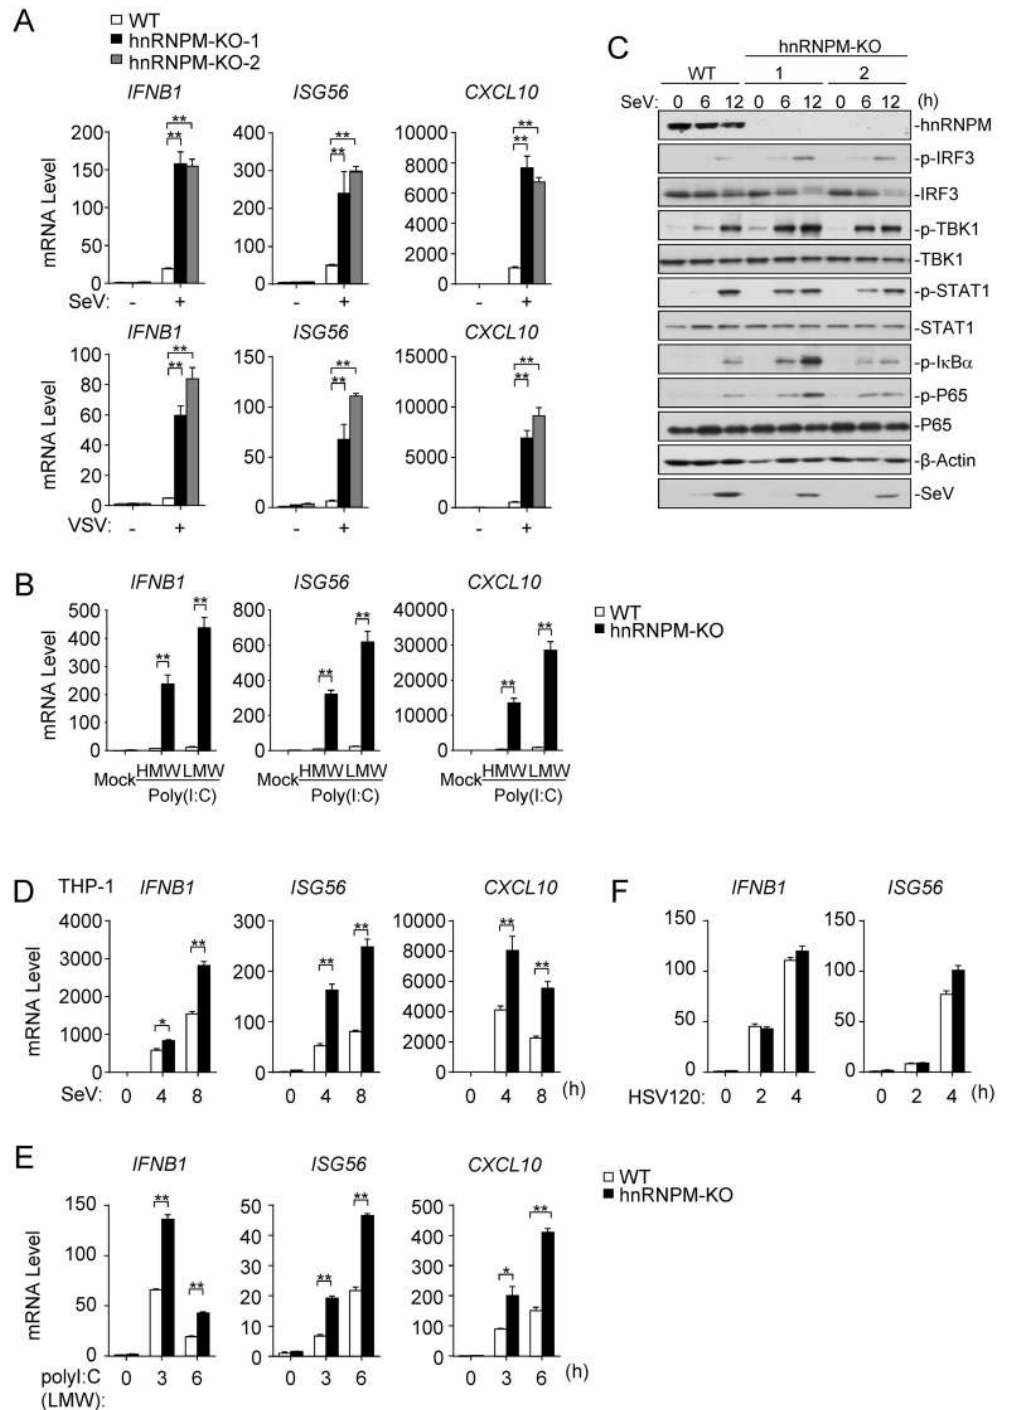 A
WT
hnRNPM-KO-1
hnRNPM-KO-2
IFNB1 ISG56 CXCL10
mRNA Level
200
150
100
50
0
400
300
200
100
0
10000
8000
6000
4000
2000
0
** ** ** ** ** **
SeV: - + - + - +
IFNB1 ISG56 CXCL10
mRNA Level
100
80
60
40
20
0
150
100
50
0
15000
10000
5000
0
** ** ** ** ** **
VSV: - + - + - +
C
hnRNPM-KO
WT 1 2
SeV: 0 6 12 0 6 12 0 6 12 (h)
-hnRNPM
-p-IRF3
-IRF3
-p-TBK1
-TBK1
-p-STAT1
-STAT1
-p-IκBα
-p-P65
-P65
-β-Actin
-SeV
B
IFNB1 ISG56 CXCL10
WT
hnRNPM-KO
mRNA Level
500
400
300
200
100
0
800
600
400
200
0
40000
30000
20000
10000
0
** ** ** ** ** **
Mock HMW LMW Mock HMW LMW Mock HMW LMW
Poly(I:C) Poly(I:C) Poly(I:C)
D THP-1 IFNB1 ISG56 CXCL10
mRNA Level
4000
3000
2000
1000
0
300
200
100
0
10000
8000
6000
4000
2000
0
* ** ** ** ** **
SeV: 0 4 8 0 4 8 0 4 8 (h)
F IFNB1 ISG56
150
100
50
0
150
100
50
0
HSV120: 0 2 4 0 2 4 (h)
E
IFNB1 ISG56 CXCL10
WT
hnRNPM-KO
mRNA Level
150
100
50
0
50
40
30
20
10
0
500
400
300
200
100
0
** ** ** ** * **
polyI:C 0 3 6 0 3 6 0 3 6 (h)
(LMW):